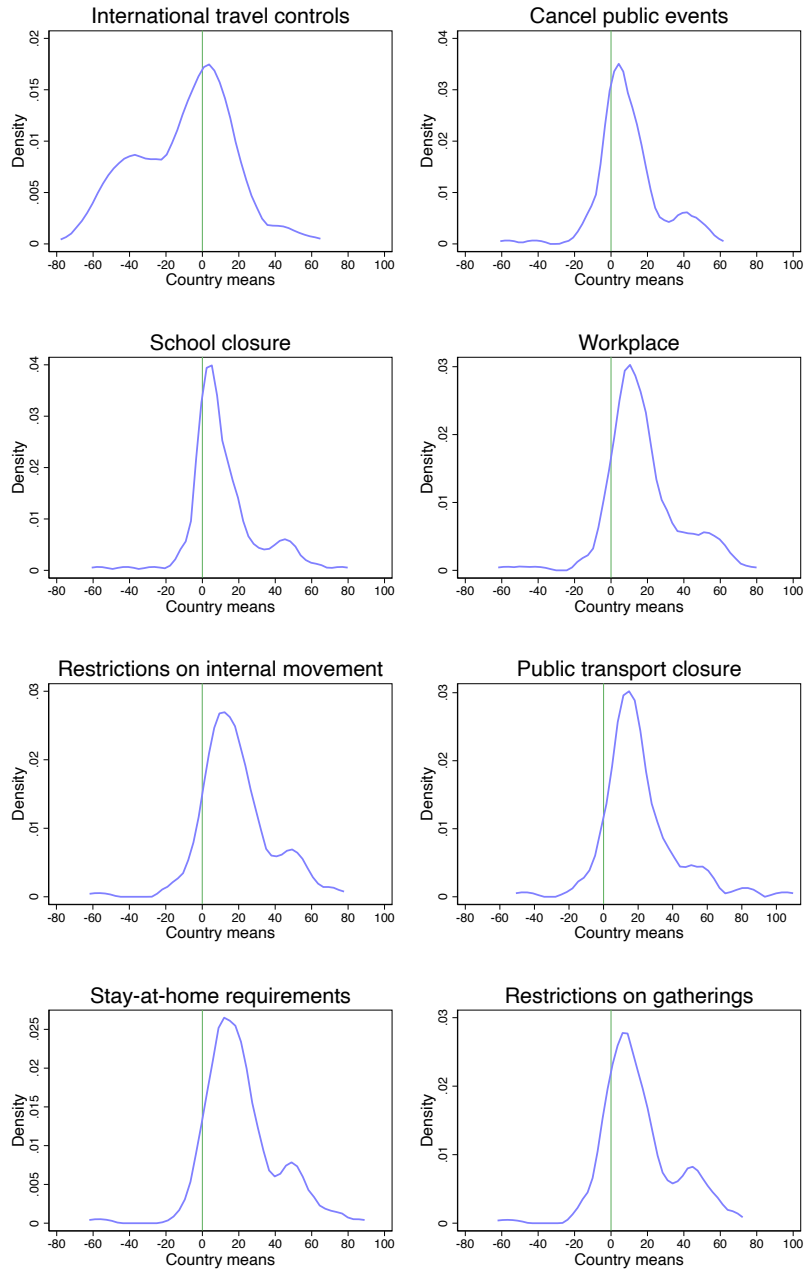 International travel controls
Density
0 .005 .01 .015 .02
-80 -60 -40 -20 0 20 40 60 80 100
Country means
Cancel public events
Density
0 .01 .02 .03 .04
-80 -60 -40 -20 0 20 40 60 80 100
Country means
School closure
Density
0 .01 .02 .03 .04
-80 -60 -40 -20 0 20 40 60 80 100
Country means
Workplace
Density
0 .01 .02 .03
-80 -60 -40 -20 0 20 40 60 80 100
Country means
Restrictions on internal movement
Density
0 .01 .02 .03
-80 -60 -40 -20 0 20 40 60 80 100
Country means
Public transport closure
Density
0 .01 .02 .03
-80 -60 -40 -20 0 20 40 60 80 100
Country means
Stay-at-home requirements
Density
0 .005 .01 .015 .02 .025
-80 -60 -40 -20 0 20 40 60 80 100
Country means
Restrictions on gatherings
Density
0 .01 .02 .03
-80 -60 -40 -20 0 20 40 60 80 100
Country means